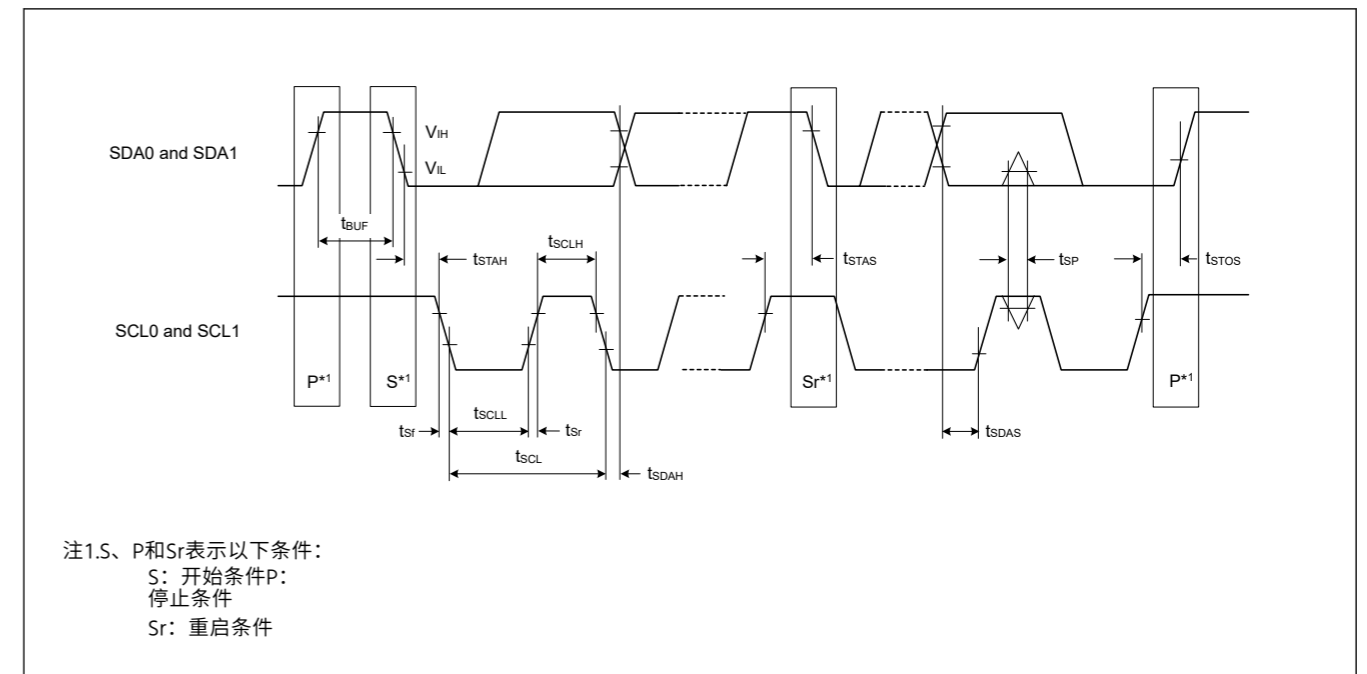 SDA0 and SDA1
VIH
VIL
tBUF
tSTAH
tSCLH
tSTAS
tSP
tSTOS
SCL0 and SCL1
P*1
S*1
Sr*1
P*1
tSCLL
tSf
tSr
tSDAS
tSCL
tSDAH
注1.S、P和Sr表示以下条件：
S：开始条件P：
停止条件
Sr：重启条件